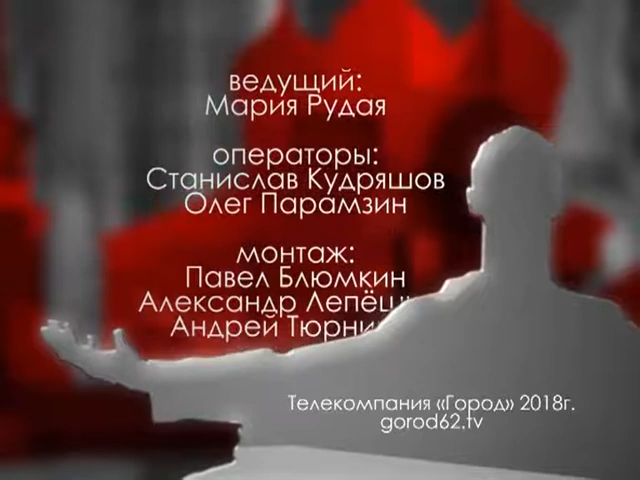 ведущий:
Мария Рудая
операторы:
Станислав Кудряшов
Олег Парамзин
монтаж:
Павел Блюмкин
Александр
Андрей
Телекомпания «Город» 2018г.
gorod62.tv